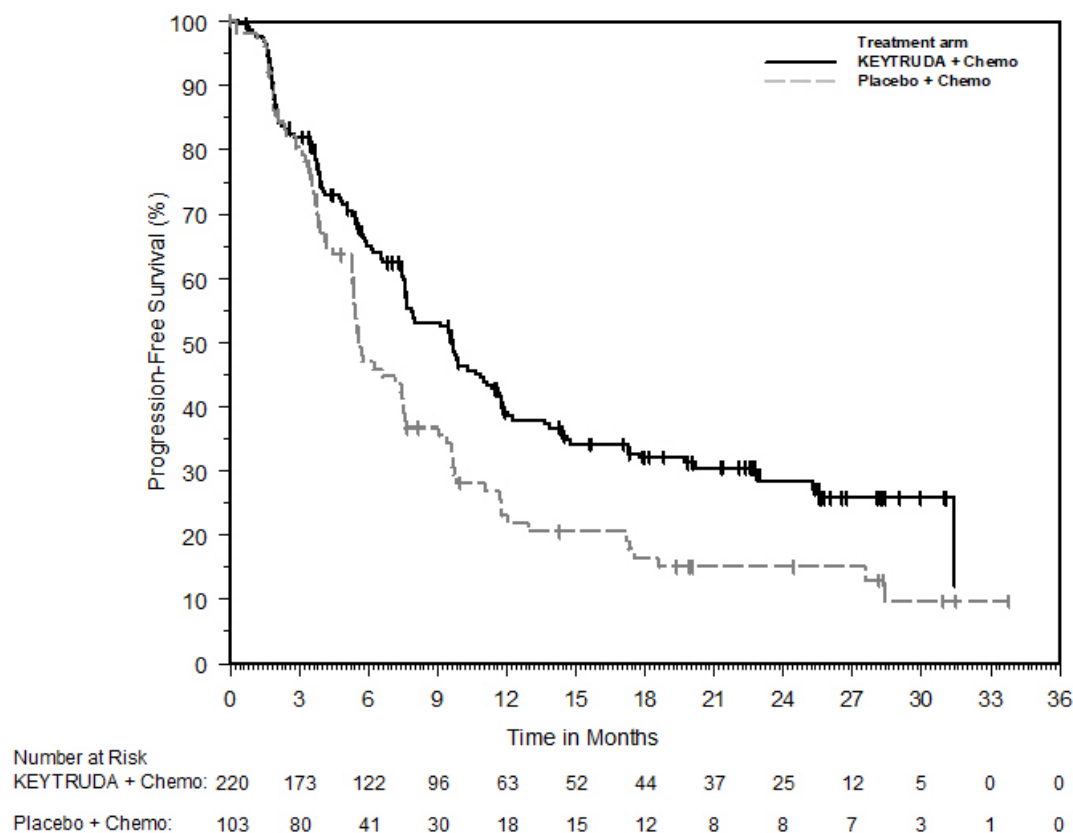 Treatment arm
KEYTRUDA + Chemo
Placebo + Chemo
Progression-Free Survival (%)
100
90
80
70
60
50
40
30
20
10
0
0 3 6 9 12 15 18 21 24 27 30 33 36
Time in Months
Number at Risk
KEYTRUDA + Chemo: 220 173 122 96 63 52 44 37 25 12 5 0 0
Placebo + Chemo: 103 80 41 30 18 15 12 8 8 7 3 1 0